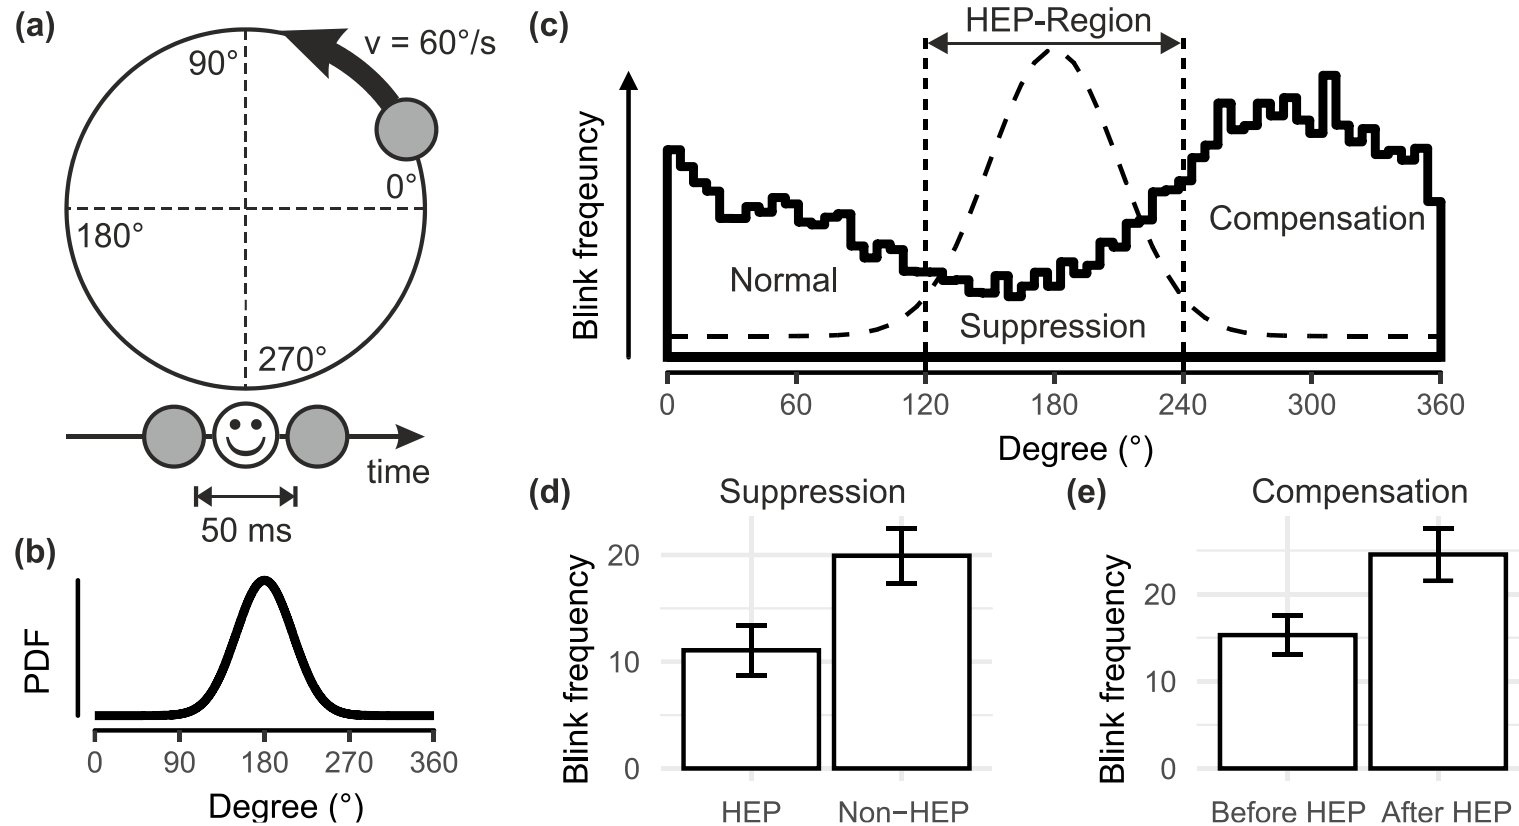 (a)
v = 60°/s
90°
0°
180°
270°
time
50 ms
(b)
PDF
0 90 180 270 360
Degree (°)
(c)
HEP-Region
Blink freqeuncy
Normal
Suppression
Compensation
0 60 120 180 240 300 360
Degree (°)
(d)
Suppression
Blink frequency
20
10
0
HEP Non−HEP
(e)
Compensation
Blink frequency
20
10
0
Before HEP After HEP